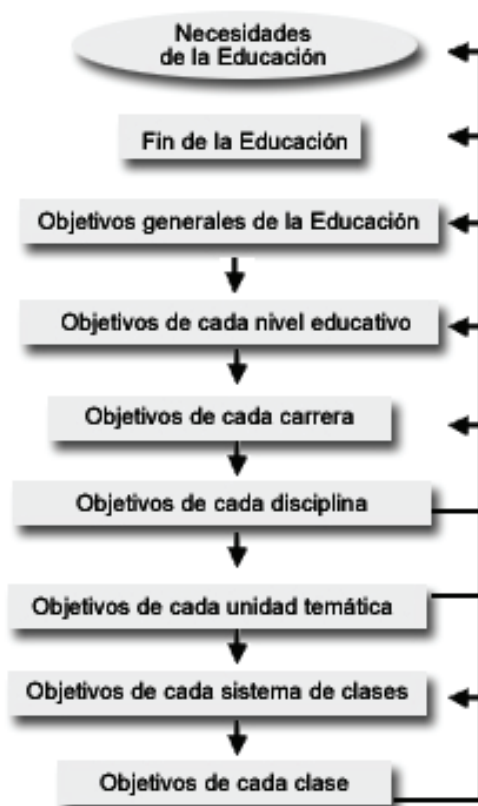 Necesidades
de la Educación
Fin de la Educación
Objetivos generales de la Educación
Objetivos de cada nivel educativo
Objetivos de cada carrera
Objetivos de cada disciplina
Objetivos de cada unidad temática
Objetivos de cada sistema de clases
Objetivos de cada clase